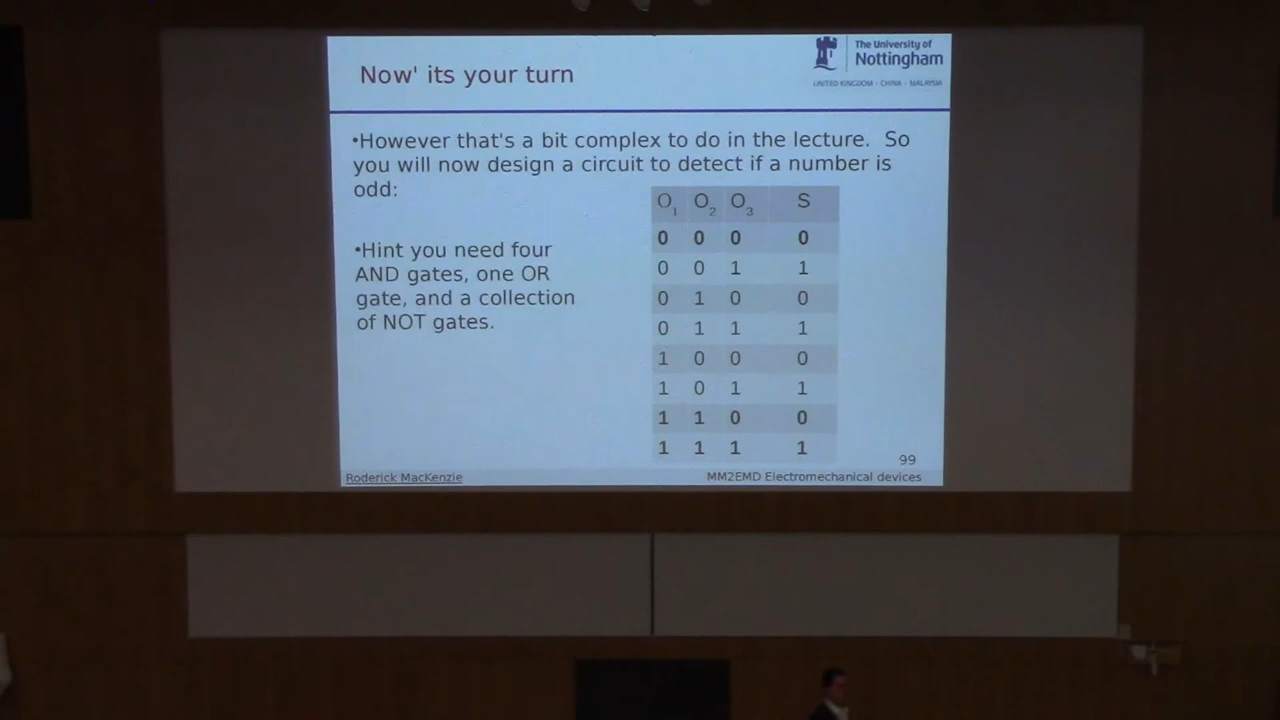 Now' its your turn
The University of
Nottingham
UNITED KINGDOM · CHINA · MALAYSIA
•However that's a bit complex to do in the lecture. So
you will now design a circuit to detect if a number is
odd:
•Hint you need four
AND gates, one OR
gate, and a collection
of NOT gates.
O1 O2 O3 S
0 0 0 0
0 0 1 1
0 1 0 0
0 1 1 1
1 0 0 0
1 0 1 1
1 1 0 0
1 1 1 1
99
Roderick MacKenzie
MM2EMD Electromechanical devices